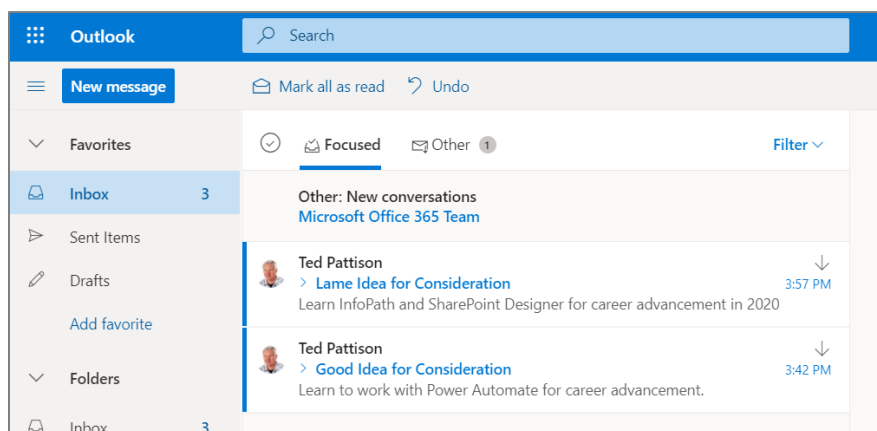 Outlook
Search
New message
Mark all as read
Undo
Favorites
Focused
Other 1
Filter
Inbox 3
Other: New conversations
Microsoft Office 365 Team
Sent Items
Drafts
Add favorite
Ted Pattison
> Lame Idea for Consideration
3:57 PM
Learn InfoPath and SharePoint Designer for career advancement in 2020
Ted Pattison
> Good Idea for Consideration
3:42 PM
Learn to work with Power Automate for career advancement.
Folders
Inbox 3